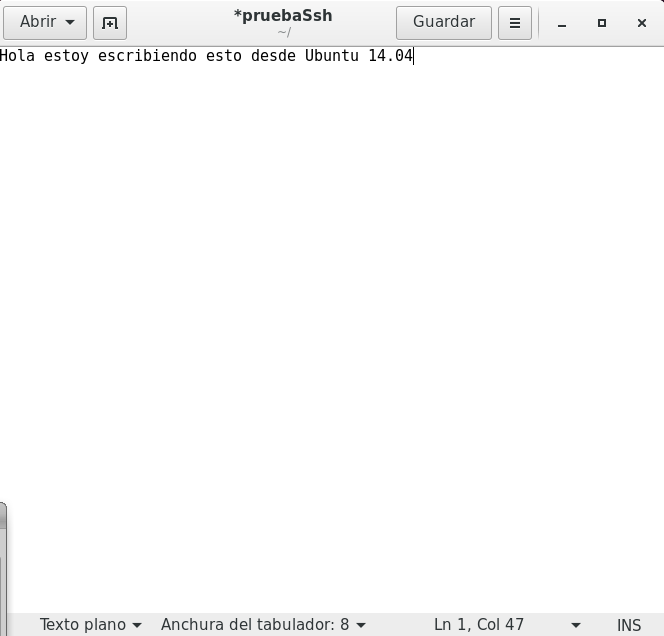 Abrir
*pruebaSsh
~/
Guardar
Hola estoy escribiendo esto desde Ubuntu 14.04
Texto plano
Anchura del tabulador: 8
Ln 1, Col 47
INS